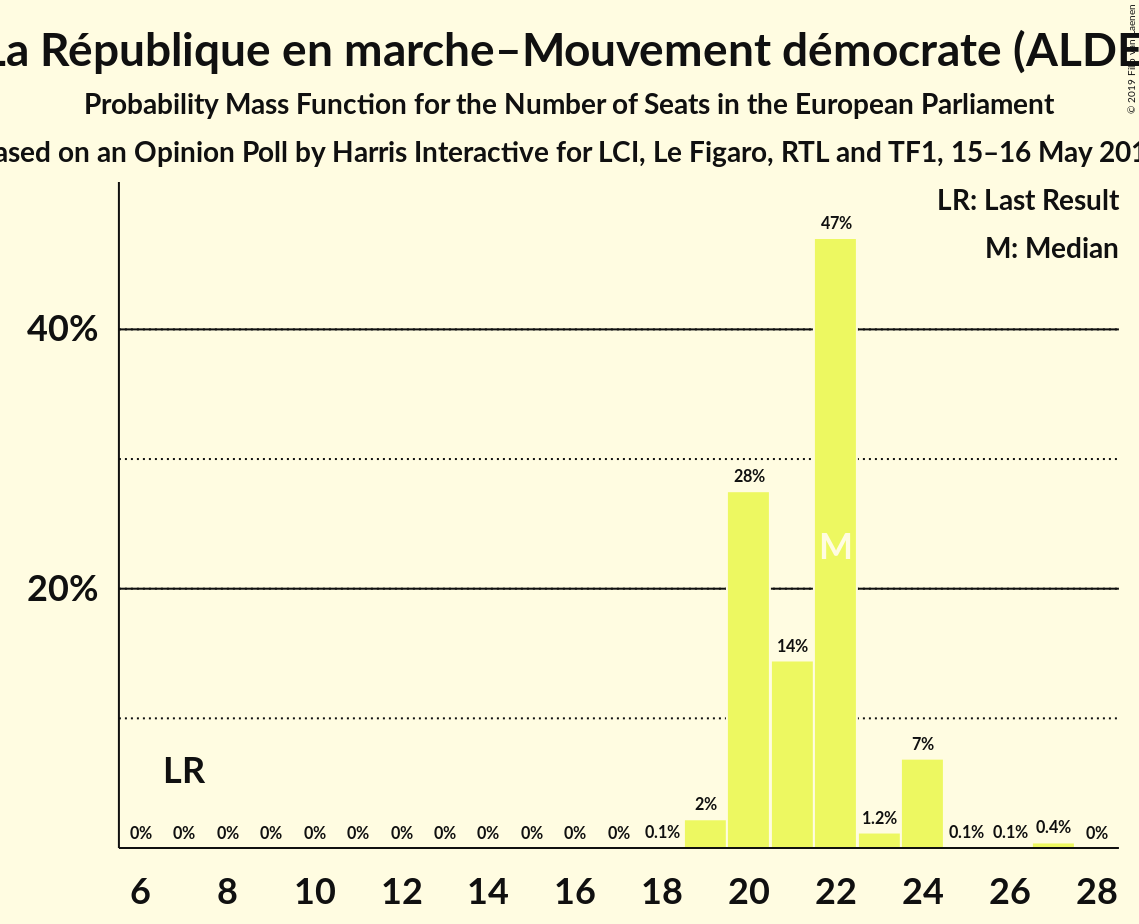 La République en marche–Mouvement démocrate (ALDE
Probability Mass Function for the Number of Seats in the European Parliament
ased on an Opinion Poll by Harris Interactive for LCI, Le Figaro, RTL and TF1, 15–16 May 201
LR: Last Result
M: Median
47%
40%
28%
M
20%
14%
LR
7%
2%
0% 0% 0% 0% 0% 0% 0% 0% 0% 0% 0% 0% 0.1% 1.2% 0.1% 0.1% 0.4% 0%
6 8 10 12 14 16 18 20 22 24 26 28
© 2019